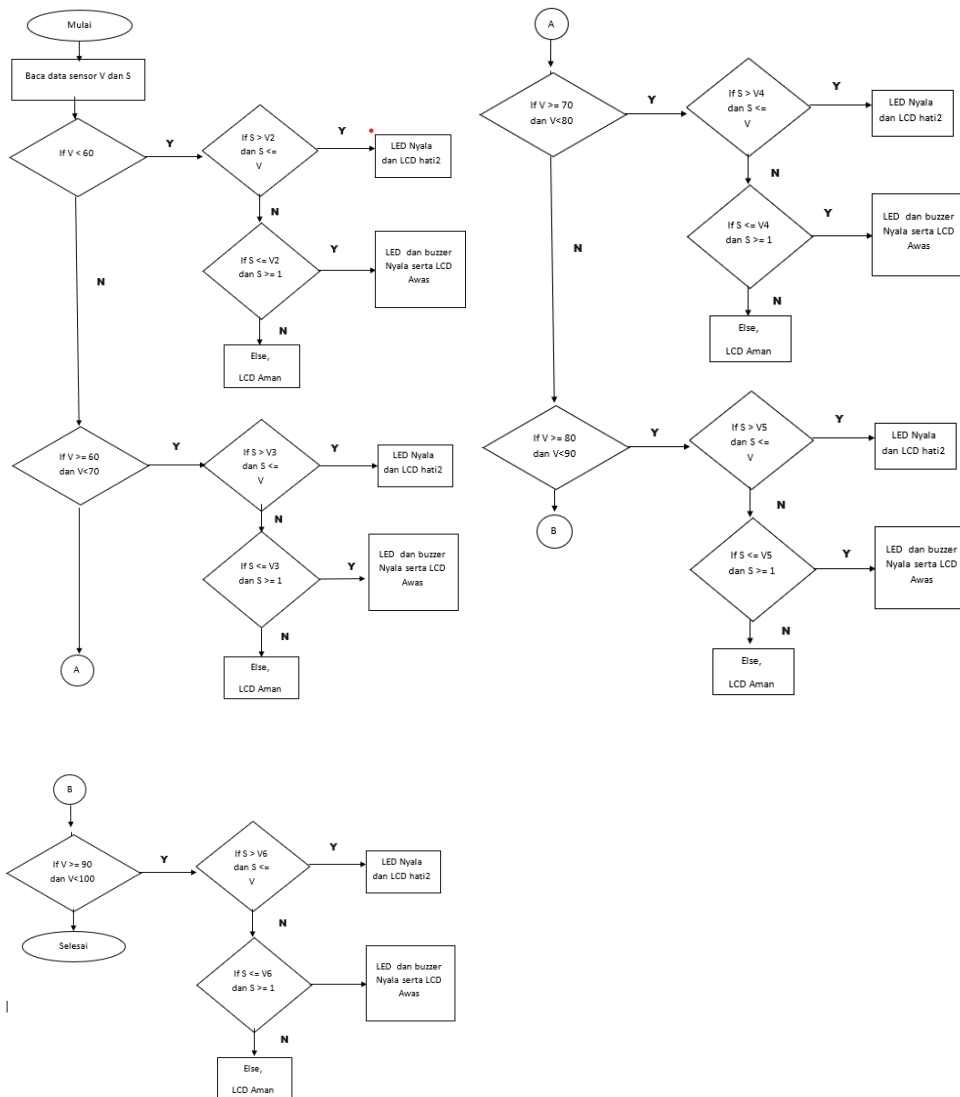 Mulai
Baca data sensor V dan S
If V < 60
Y
If S > V2
dan S <=
V
Y
LED Nyala
dan LCD hati2
N
If S <= V2
dan S >= 1
Y
LED dan buzzer
Nyala serta LCD
Awas
N
N
Else,
LCD Aman
If V >= 60
dan V<70
Y
If S > V3
dan S <=
V
Y
LED Nyala
dan LCD hati2
N
If S <= V3
dan S >= 1
Y
LED dan buzzer
Nyala serta LCD
Awas
N
Else,
LCD Aman
A
A
If V >= 70
dan V<80
Y
If S > V4
dan S <=
V
Y
LED Nyala
dan LCD hati2
N
If S <= V4
dan S >= 1
Y
LED dan buzzer
Nyala serta LCD
Awas
N
N
Else,
LCD Aman
If V >= 80
dan V<90
Y
If S > V5
dan S <=
V
Y
LED Nyala
dan LCD hati2
N
B
If S <= V5
dan S >= 1
Y
LED dan buzzer
Nyala serta LCD
Awas
N
Else,
LCD Aman
B
If V >= 90
dan V<100
Y
If S > V6
dan S <=
V
Y
LED Nyala
dan LCD hati2
N
Selesai
If S <= V6
dan S >= 1
LED dan buzzer
Nyala serta LCD
Awas
N
Else,
LCD Aman